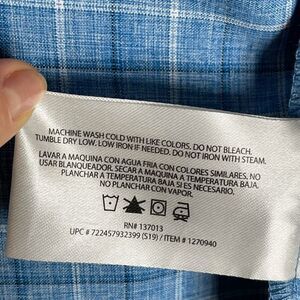 MACHINE WASH COLD WITH LIKE COLORS. DO NOT BLEACH.
TUMBLE DRY LOW. LOW IRON IF NEEDED. DO NOT IRON WITH STEAM.
LAVAR A MAQUINA CON AGUA FRIA CON COLORES SIMILARES. NO
USAR BLANQUEADOR. SECAR A MAQUINA A TEMPERATURA BAJA.
PLANCHAR A TEMPERATURA BAJA SI ES NECESARIO.
NO PLANCHAR CON VAPOR.
RN# 137013
UPC # 722457932399 (S19) / ITEM # 1270940